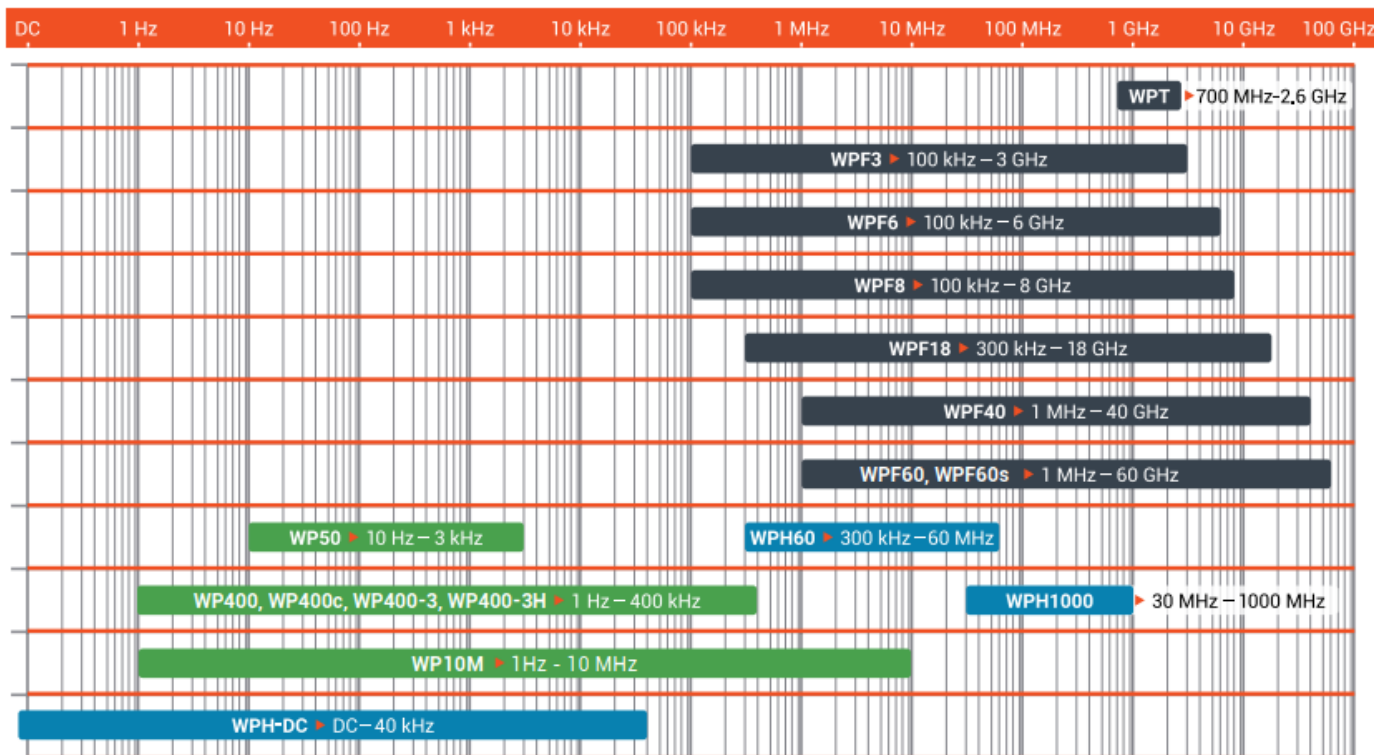 DC 1 Hz 10 Hz 100 Hz 1 kHz 10 kHz 100 kHz 1 MHz 10 MHz 100 MHz 1 GHz 10 GHz 100 GHz
WPT ▶ 700 MHz-2.6 GHz
WPF3 ▶ 100 kHz – 3 GHz
WPF6 ▶ 100 kHz – 6 GHz
WPF8 ▶ 100 kHz – 8 GHz
WPF18 ▶ 300 kHz – 18 GHz
WPF40 ▶ 1 MHz – 40 GHz
WPF60, WPF60s ▶ 1 MHz – 60 GHz
WP50 ▶ 10 Hz – 3 kHz
WPH60 ▶ 300 kHz – 60 MHz
WP400, WP400c, WP400-3, WP400-3H ▶ 1 Hz – 400 kHz
WPH1000 ▶ 30 MHz – 1000 MHz
WP10M ▶ 1Hz - 10 MHz
WPH-DC ▶ DC – 40 kHz